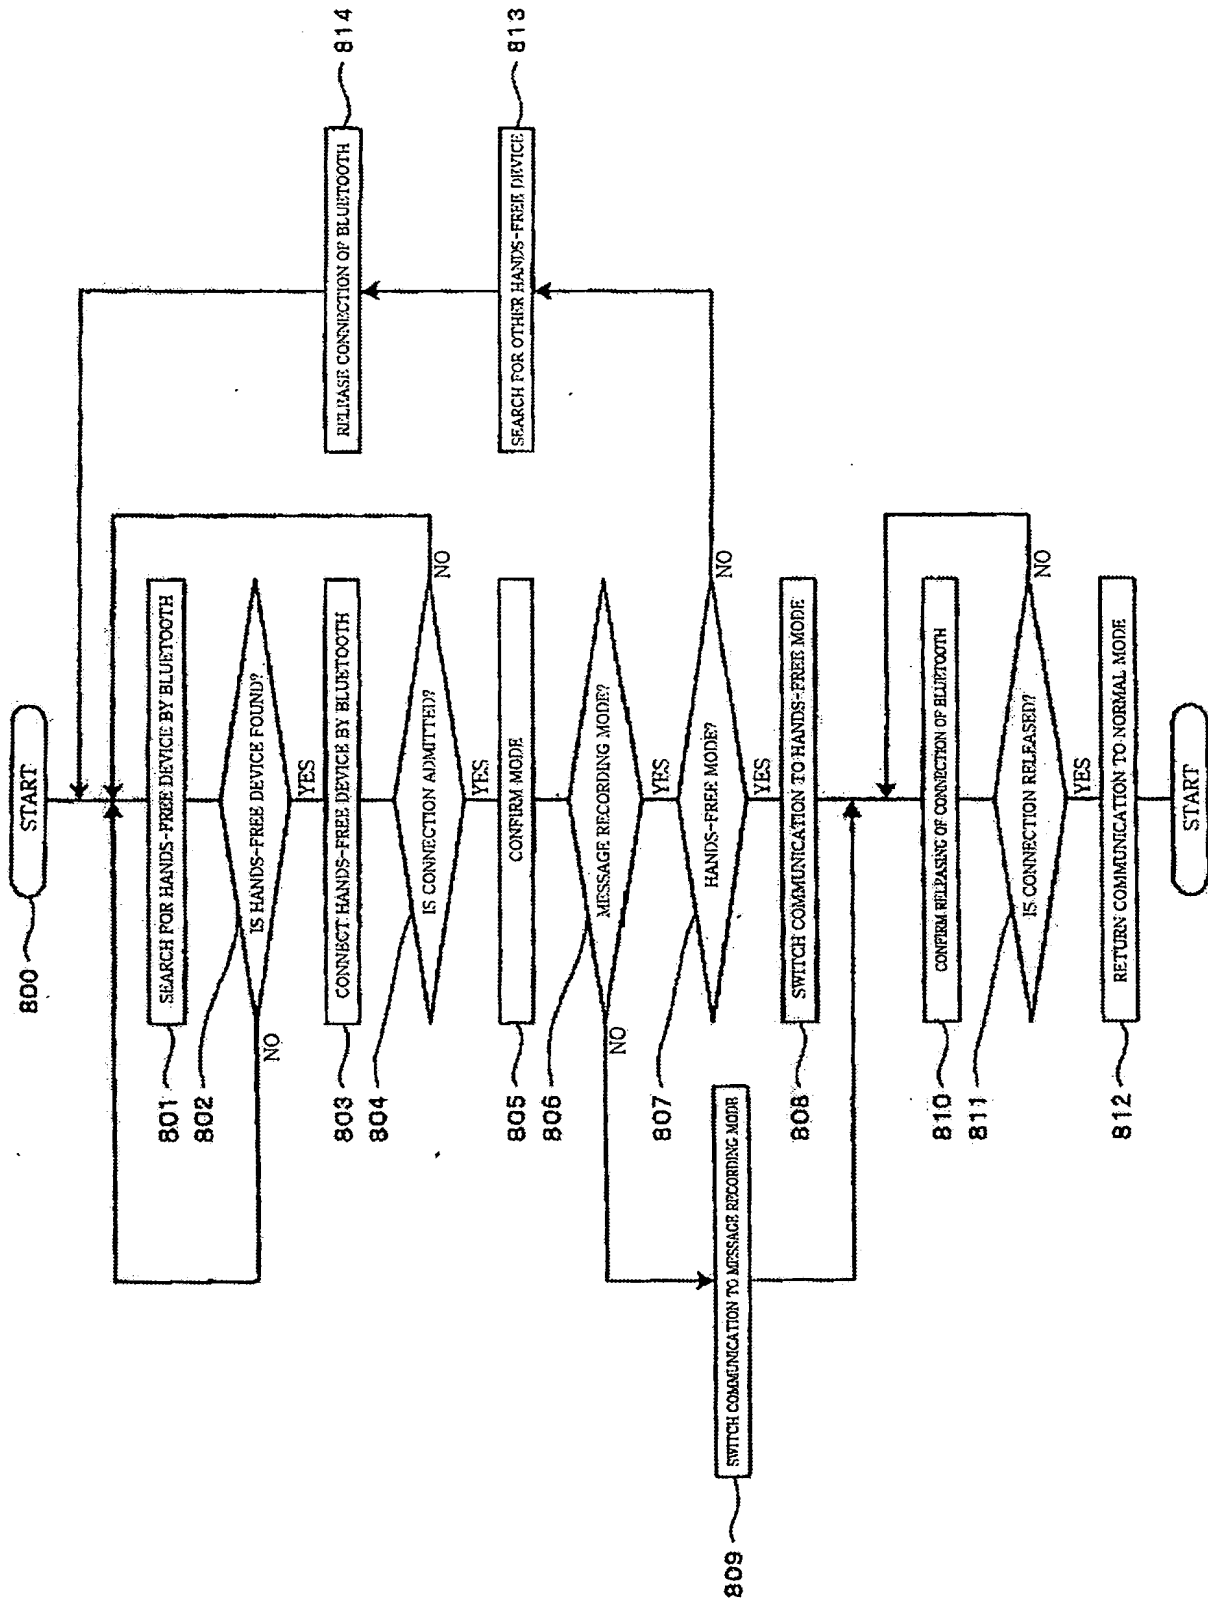 START
800
SEARCH FOR HANDS-FREE DEVICE BY BLUETOOTH
801
IS HANDS-FREE DEVICE FOUND?
802
NO
YES
CONNECT HANDS-FREE DEVICE BY BLUETOOTH
803
IS CONNECTION ADMITTED?
804
NO
YES
CONFIRM MODE
805
MESSAGE RECORDING MODE?
806
NO
YES
HANDS-FREE MODE?
807
NO
YES
SWITCH COMMUNICATION TO HANDS-FREE MODE
808
SWITCH COMMUNICATION TO MESSAGE RECORDING MODE
809
CONFIRM RELEASING OF CONNECTION OF BLUETOOTH
810
IS CONNECTION RELEASED?
811
NO
YES
RETURN COMMUNICATION TO NORMAL MODE
812
START
RELEASE CONNECTION OF BLUETOOTH
814
SEARCH FOR OTHER HANDS-FREE DEVICE
813